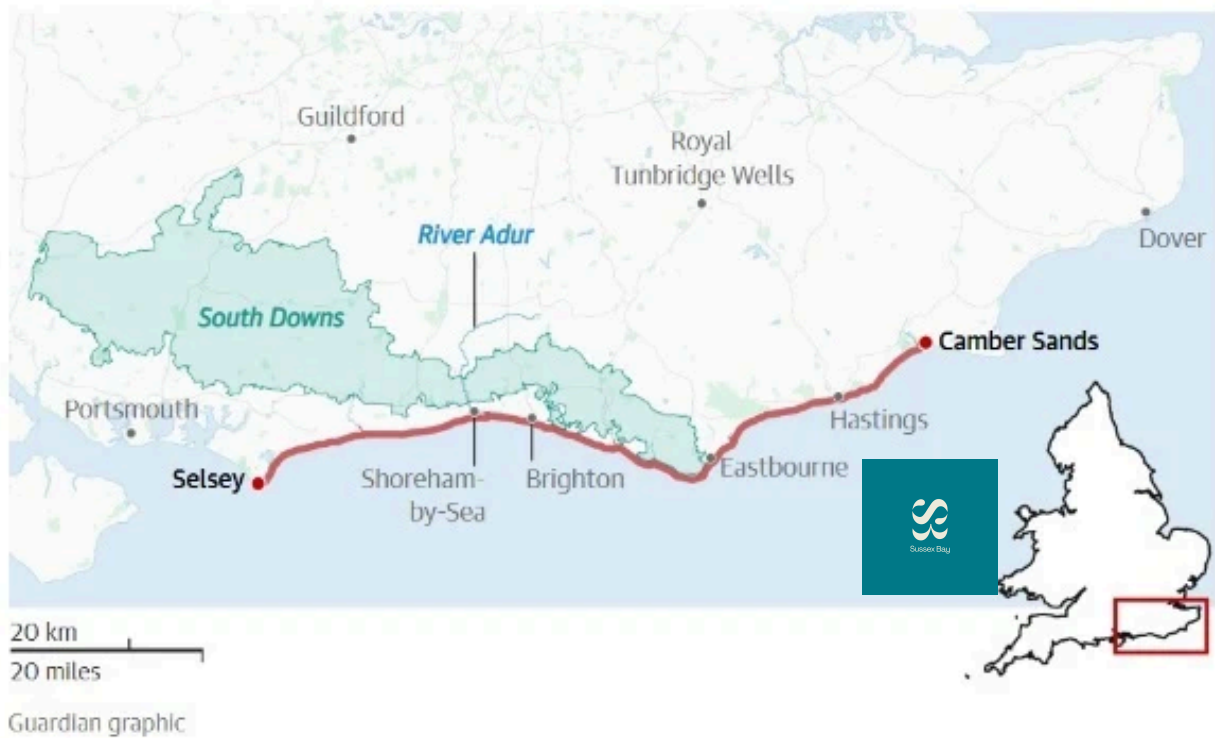 Guildford
Royal
Tunbridge Wells
River Adur
Dover
South Downs
Camber Sands
Portsmouth
Hastings
Selsey
Shoreham-
by-Sea
Brighton
Eastbourne
Sussex Bay
20 km
20 miles
Guardian graphic